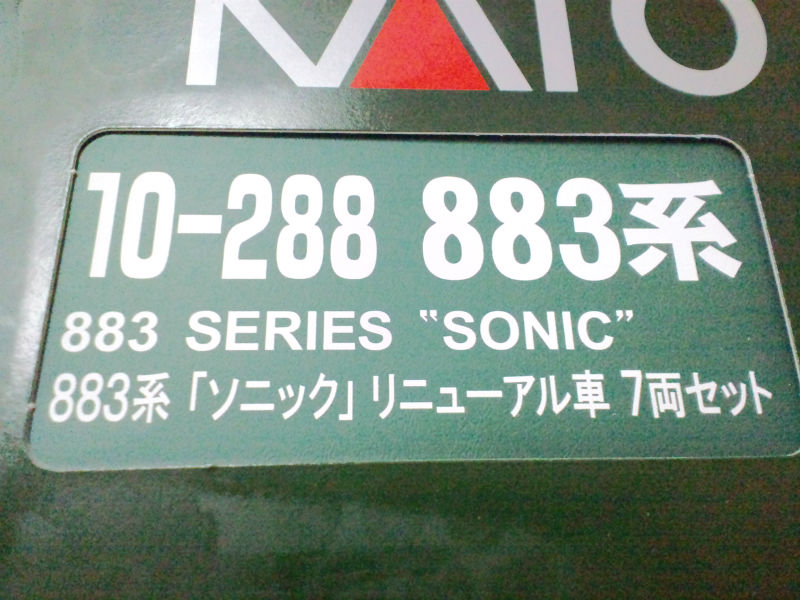 KATO
10-288 883系
883 SERIES "SONIC"
883系「ソニック」リニューアル車 7両セット